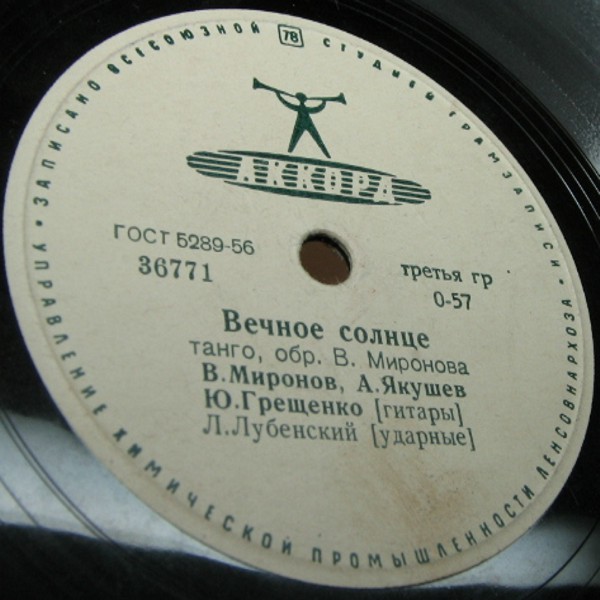 • ЗАПИСАНО ВСЕСОЮЗНОЙ 78 СТУДИЕЙ ГРАМЗАПИСИ •
АККОРД
ГОСТ 5289-56
36771
третья гр
0-57
Вечное солнце
танго, обр. В. Миронова
В.Миронов, А.Якушев
Ю.Грещенко [гитары]
Л.Лубенский [ударные]
УПРАВЛЕНИЕ ХИМИЧЕСКОЙ ПРОМЫШЛЕННОСТИ ЛЕНСОВНАРХОЗА